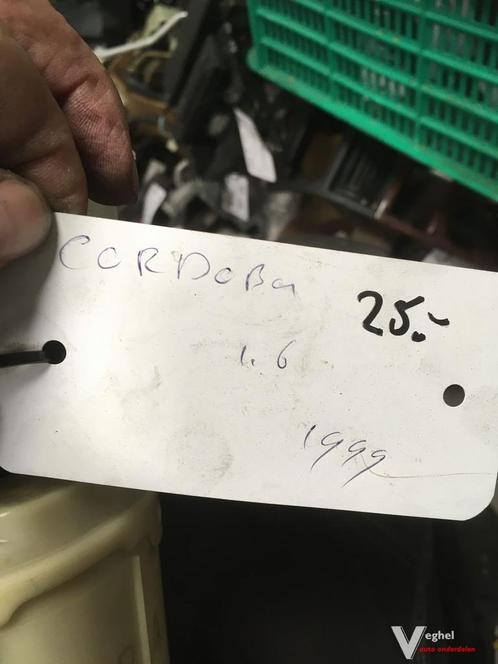 CORDOBa
25.-
1.6
1999
Veghel
auto onderdelen